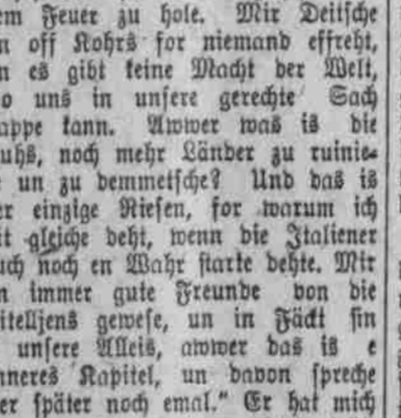 em Feuer zu hole. Mir Deitsche
n off Kohrs for niemand effreht,
n es gibt keine Macht der Welt,
o uns in unsere gerechte Sach
appe kann. Awwer was is die
uhs, noch mehr Länder zu ruinie-
un zu demmetsche? Und das is
er einzige Riesen, for warum ich
it gleiche deht, wenn die Italiener
uch noch en Wahr starte dehte. Mir
n immer gute Freunde von die
itelljens gewese, un in Fäckt sin
unsere Alleis, awwer das is e
nneres Kapitel, un davon spreche
er später noch emal." Er hat mich